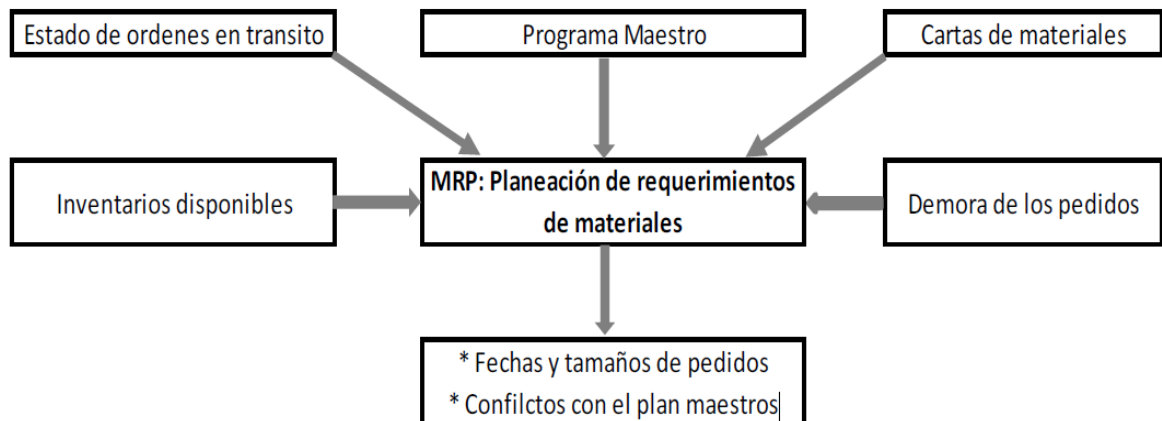 Estado de ordenes en transito
Programa Maestro
Cartas de materiales
Inventarios disponibles
MRP: Planeación de requerimientos
de materiales
Demora de los pedidos
* Fechas y tamaños de pedidos
* Confilctos con el plan maestros